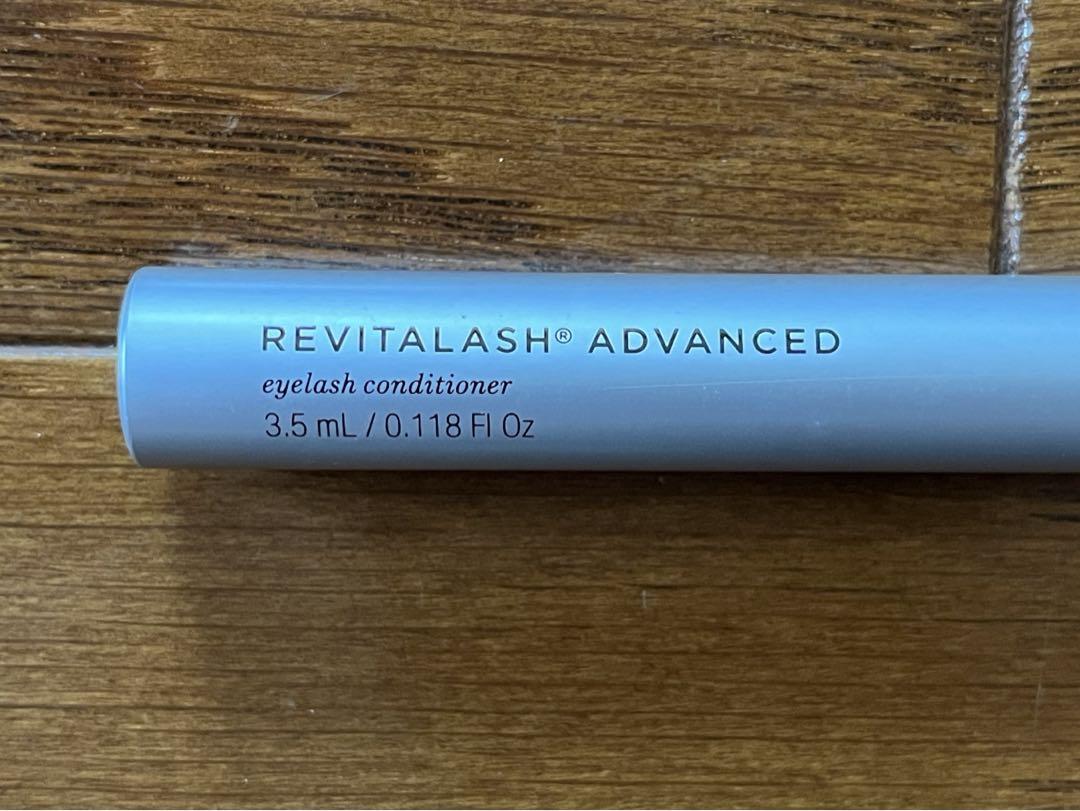 REVITALASH® ADVANCED
eyelash conditioner
3.5 mL / 0.118 Fl Oz